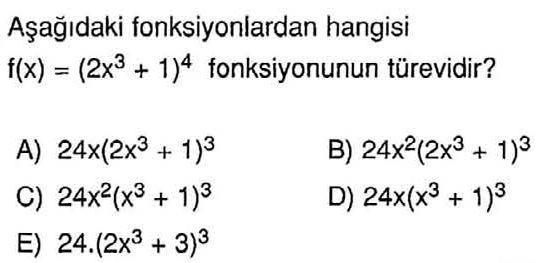 Aşağıdaki fonksiyonlardan hangisi
f(x) = (2x³ + 1)⁴ fonksiyonunun türevidir?
A) 24x(2x³ + 1)³ B) 24x²(2x³ + 1)³
C) 24x²(x³ + 1)³ D) 24x(x³ + 1)³
E) 24.(2x³ + 3)³